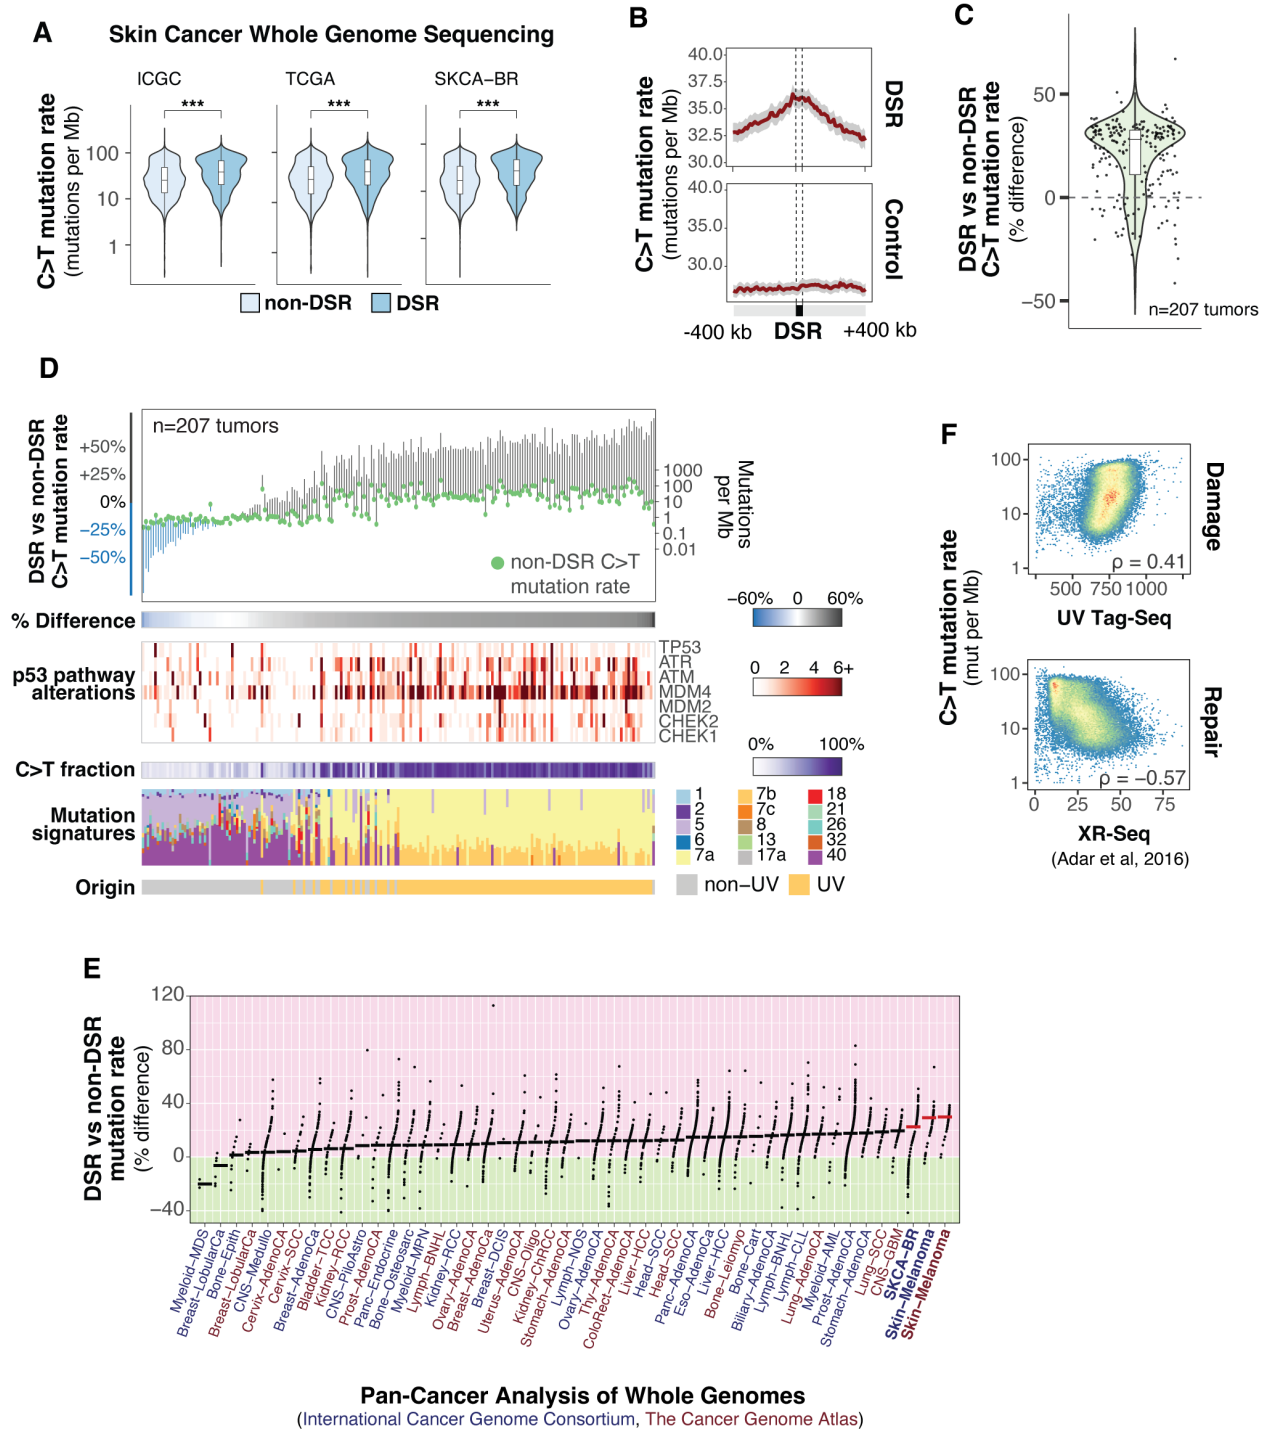 A
Skin Cancer Whole Genome Sequencing
ICGC
TCGA
SKCA−BR
C>T mutation rate
(mutations per Mb)
100
10
1
***
***
***
non-DSR
DSR
B
C>T mutation rate
(mutations per Mb)
40.0
37.5
35.0
32.5
30.0
DSR
40.0
35.0
30.0
Control
-400 kb
DSR
+400 kb
C
DSR vs non-DSR
C>T mutation rate
(% difference)
50
0
−50
n=207 tumors
D
DSR vs non-DSR
C>T mutation rate
+50%
+25%
0%
−25%
−50%
n=207 tumors
1000
100
10
1
0.1
0.01
Mutations
per Mb
non-DSR C>T
mutation rate
% Difference
−60%
0
60%
p53 pathway
alterations
TP53
ATR
ATM
MDM4
MDM2
CHEK2
CHEK1
0
2
4
6+
C>T fraction
0%
100%
Mutation
signatures
1
2
5
6
7a
7b
7c
8
13
17a
18
21
26
32
40
Origin
non−UV
UV
F
C>T mutation rate
(mut per Mb)
100
10
1
ρ = 0.41
Damage
500
750
1000
UV Tag-Seq
100
10
1
ρ = −0.57
Repair
0
25
50
75
XR-Seq
(Adar et al, 2016)
E
DSR vs non-DSR
mutation rate
(% difference)
120
80
40
0
−40
Myeloid−MDS
Breast−LobularCa
Bone−Epith
Breast−LobularCa
CNS−Medullo
Cervix−AdenoCA
Cervix−SCC
Breast−AdenoCa
Bladder−TCC
Kidney−RCC
CNS−PiloAstro
Prost−AdenoCA
Panc−Endocrine
Bone−Osteosarc
Myeloid−MPN
Lymph−BNHL
Kidney−RCC
Ovary−AdenoCA
Breast−AdenoCa
Breast−DCIS
Uterus−AdenoCA
CNS−Oligo
Kidney−ChRCC
Stomach−AdenoCA
Lymph−NOS
Ovary−AdenoCA
Thy−AdenoCA
ColoRect−AdenoCA
Liver−HCC
Head−SCC
Head−SCC
Panc−AdenoCA
Eso−AdenoCa
Liver−HCC
Bone−Leiomyo
Bone−Cart
Biliary−AdenoCA
Lymph−BNHL
Lymph−CLL
Lung−AdenoCA
Myeloid−AML
Prost−AdenoCA
Stomach−AdenoCA
Lung−SCC
CNS−GBM
SKCA−BR
Skin−Melanoma
Skin−Melanoma
Pan-Cancer Analysis of Whole Genomes
(International Cancer Genome Consortium, The Cancer Genome Atlas)